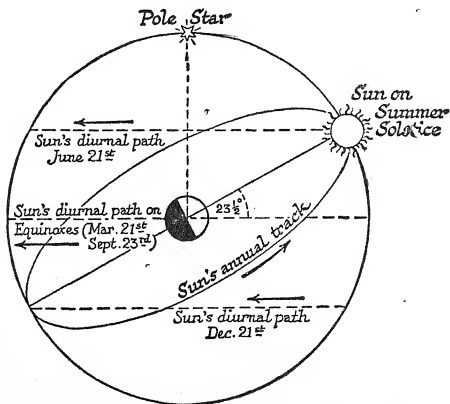 Pole Star
Sun on
Summer
Solstice
Sun's diurnal path
June 21st
Sun's diurnal path on
Equinoxes (Mar. 21st
Sept. 23rd)
23½°
Sun's annual track
Sun's diurnal path
Dec. 21st